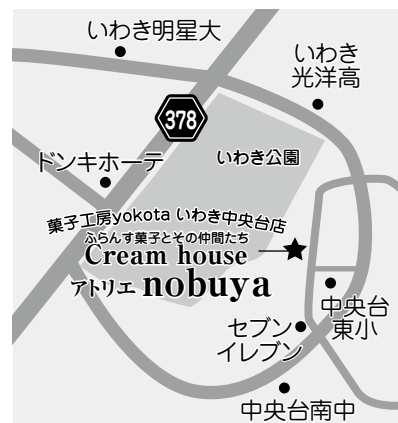 いわき明星大
いわき
光洋高
378
いわき公園
ドンキホーテ
菓子工房yokota いわき中央台店
ふらんす菓子とその仲間たち
Cream house
アトリエ nobuya
中央台
東小
セブン
イレブン
中央台南中